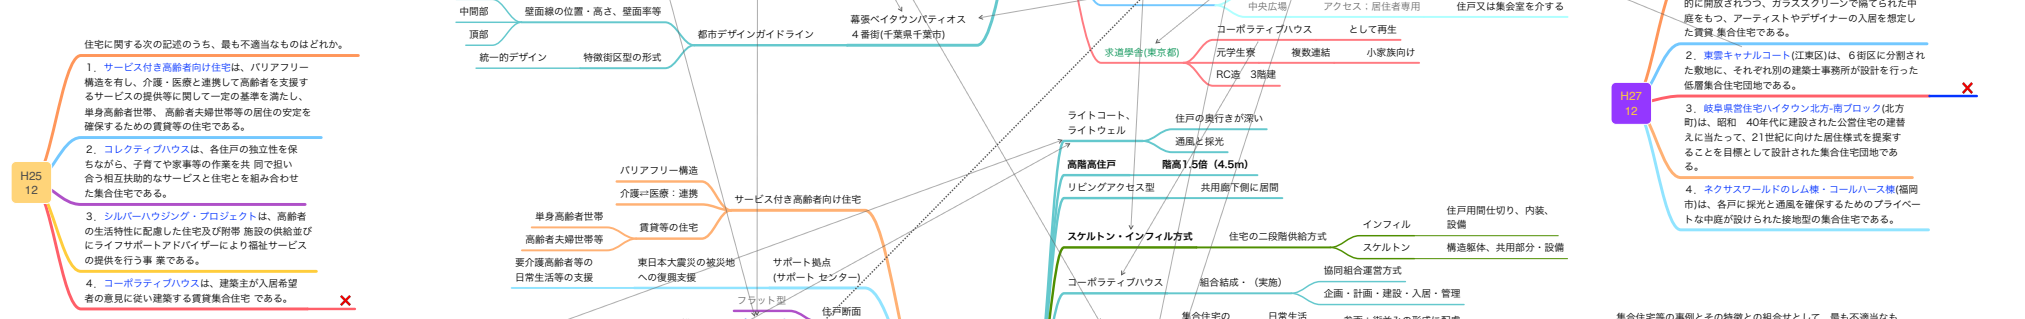 住宅に関する次の記述のうち、最も不適当なものはどれか。
H25
12
1．サービス付き高齢者向け住宅は、バリアフリー
構造を有し、介護・医療と連携して高齢者を支援す
るサービスの提供等に関して一定の基準を満たし、
単身高齢者世帯、 高齢者夫婦世帯等の居住の安定を
確保するための賃貸等の住宅である。
2．コレクティブハウスは、各住戸の独立性を保
ちながら、子育てや家事等の作業を共 同で担い
合う相互扶助的なサービスと住宅とを組み合わせ
た集合住宅である。
3．シルバーハウジング・プロジェクトは、高齢者
の生活特性に配慮した住宅及び附帯 施設の供給並び
にライフサポートアドバイザーにより福祉サービス
の提供を行う事 業である。
4．コーポラティブハウスは、建築主が入居希望
者の意見に従い建築する賃貸集合住宅 である。
中間部
頂部
壁面線の位置・高さ、壁面率等
統一的デザイン
特徴街区型の形式
都市デザインガイドライン
幕張ベイタウンパティオス
4 番街(千葉県千葉市)
バリアフリー構造
介護⇄医療：連携
サービス付き高齢者向け住宅
単身高齢者世帯
高齢者夫婦世帯等
賃貸等の住宅
要介護高齢者等の
日常生活等の支援
東日本大震災の被災地
への復興支援
サポート拠点
(サポート センター)
フラット型
住戸断面
中央広場
アクセス：居住者専用
住戸又は集会室を介する
求道學舎(東京都)
コーポラティブハウス
として再生
元学生寮
複数連結
小家族向け
RC造 3階建
ライトコート、
ライトウェル
住戸の奥行きが深い
通風と採光
高階高住戸
階高1.5倍（4.5m）
リビングアクセス型
共用廊下側に居間
スケルトン・インフィル方式
住宅の二段階供給方式
インフィル
住戸用間仕切り、内装、
設備
スケルトン
構造躯体、共用部分・設備
コーポラティブハウス
組合結成・（実施）
協同組合運営方式
企画・計画・建設・入居・管理
集合住宅の
日常生活
H27
12
的に開放されつつ、ガラススクリーンで隔てられた中
庭をもつ、アーティストやデザイナーの入居を想定し
た賃貸 集合住宅である。
2．東雲キャナルコート(江東区)は、6街区に分割され
た敷地に、それぞれ別の建築士事務所が設計を行った
低層集合住宅団地である。
3．岐阜県営住宅ハイタウン北方-南ブロック(北方
町)は、昭和 40年代に建設された公営住宅の建替
えに当たって、21世紀に向けた居住様式を提案す
ることを目標として設計された集合住宅団地であ
る。
4．ネクサスワールドのレム棟・コールハース棟(福岡
市)は、各戸に採光と通風を確保するためのプライベー
トな中庭が設けられた接地型の集合住宅である。
集合住宅等の事例とその特徴との組合せとして、最も不適当なも